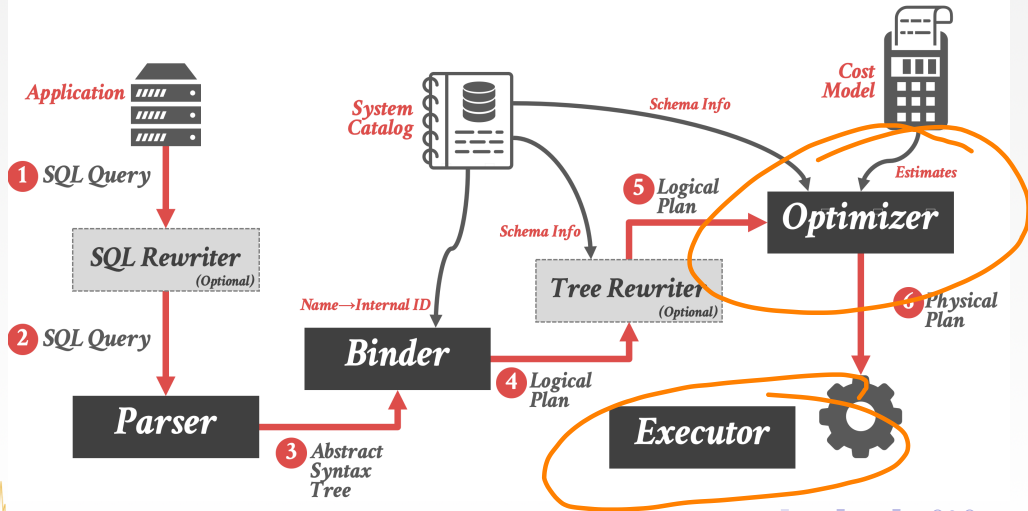 Application
1 SQL Query
SQL Rewriter
(Optional)
2 SQL Query
Parser
3 Abstract
Syntax
Tree
System
Catalog
Name→Internal ID
Binder
4 Logical
Plan
Schema Info
Schema Info
Tree Rewriter
(Optional)
5 Logical
Plan
Cost
Model
Estimates
Optimizer
6 Physical
Plan
Executor